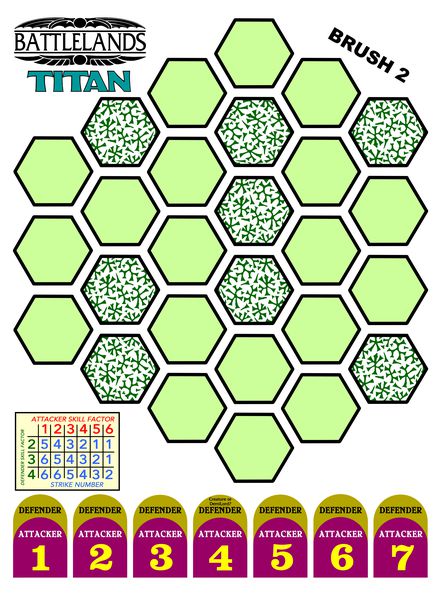 BATTLELANDS
TITAN
BRUSH 2
ATTACKER SKILL FACTOR
1 2 3 4 5 6
DEFENDER SKILL FACTOR
2 5 4 3 2 1 1
3 6 5 4 3 2 1
4 6 6 5 4 3 2
STRIKE NUMBER
DEFENDER
ATTACKER
1
DEFENDER
ATTACKER
2
DEFENDER
ATTACKER
3
Creature or
DemiLord?
DEFENDER
ATTACKER
4
DEFENDER
ATTACKER
5
DEFENDER
ATTACKER
6
DEFENDER
ATTACKER
7